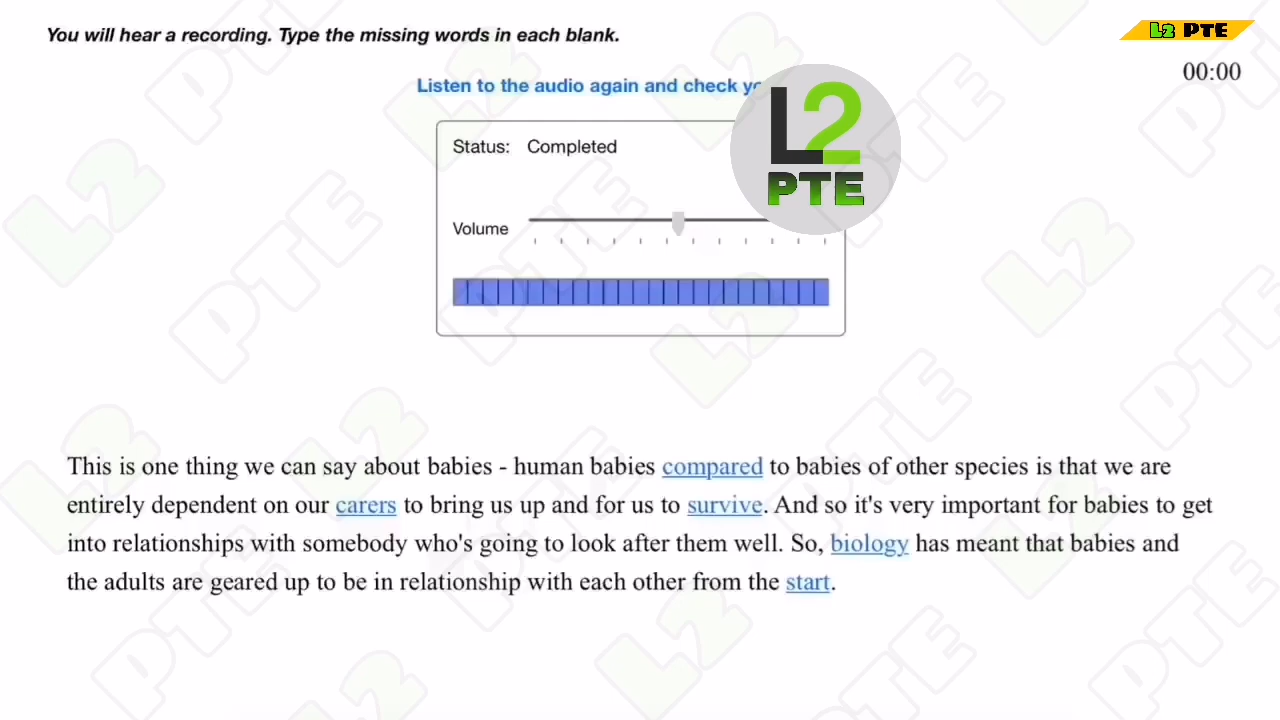 You will hear a recording. Type the missing words in each blank.
L2 PTE
00:00
Listen to the audio again and check
Status: Completed
L2
PTE
Volume
This is one thing we can say about babies - human babies compared to babies of other species is that we are
entirely dependent on our carers to bring us up and for us to survive. And so it's very important for babies to get
into relationships with somebody who's going to look after them well. So, biology has meant that babies and
the adults are geared up to be in relationship with each other from the start.